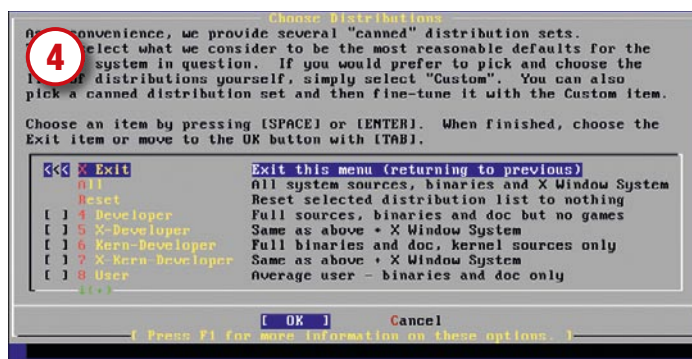 Choose Distributions
As convenience, we provide several "canned" distribution sets.
select what we consider to be the most reasonable defaults for the
system in question. If you would prefer to pick and choose the
of distributions yourself, simply select "Custom". You can also
pick a canned distribution set and then fine-tune it with the Custom item.
Choose an item by pressing [SPACE] or [ENTER]. When finished, choose the
Exit item or move to the OK button with [TAB].
<<< X Exit Exit this menu (returning to previous)
All All system sources, binaries and X Window System
Reset Reset selected distribution list to nothing
[ ] 4 Developer Full sources, binaries and doc but no games
[ ] 5 X-Developer Same as above + X Window System
[ ] 6 Kern-Developer Full binaries and doc, kernel sources only
[ ] 7 X-Kern-Developer Same as above + X Window System
[ ] 8 User Average user - binaries and doc only
↓(+)
[ OK ] Cancel
[ Press F1 for more information on these options. ]
4